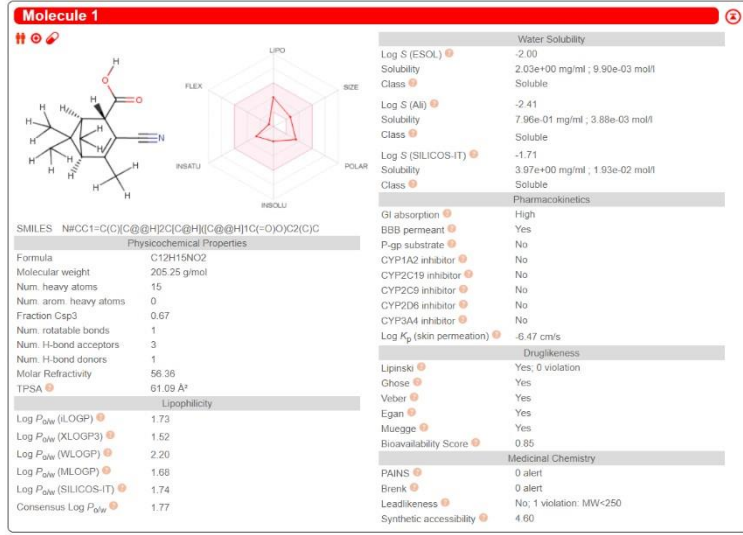 Molecule 1
H
O
O
H
H
H
H
H
H
H
H
H
H
H
H
H
H
N
LIPO
FLEX
SIZE
INSATU
POLAR
INSOLU
SMILES N#CC1=C(C)[C@@H]2C[C@H]([C@@H]1C(=O)O)C2(C)C
Physicochemical Properties
Formula C12H15NO2
Molecular weight 205.25 g/mol
Num. heavy atoms 15
Num. arom. heavy atoms 0
Fraction Csp3 0.67
Num. rotatable bonds 1
Num. H-bond acceptors 3
Num. H-bond donors 1
Molar Refractivity 56.36
TPSA ? 61.09 Å²
Lipophilicity
Log Po/w (iLOGP) ? 1.73
Log Po/w (XLOGP3) ? 1.52
Log Po/w (WLOGP) ? 2.20
Log Po/w (MLOGP) ? 1.68
Log Po/w (SILICOS-IT) ? 1.74
Consensus Log Po/w ? 1.77
Water Solubility
Log S (ESOL) ? -2.00
Solubility 2.03e+00 mg/ml ; 9.90e-03 mol/l
Class ? Soluble
Log S (Ali) ? -2.41
Solubility 7.96e-01 mg/ml ; 3.88e-03 mol/l
Class ? Soluble
Log S (SILICOS-IT) ? -1.71
Solubility 3.97e+00 mg/ml ; 1.93e-02 mol/l
Class ? Soluble
Pharmacokinetics
GI absorption ? High
BBB permeant ? Yes
P-gp substrate ? No
CYP1A2 inhibitor ? No
CYP2C19 inhibitor ? No
CYP2C9 inhibitor ? No
CYP2D6 inhibitor ? No
CYP3A4 inhibitor ? No
Log Kp (skin permeation) ? -6.47 cm/s
Druglikeness
Lipinski ? Yes; 0 violation
Ghose ? Yes
Veber ? Yes
Egan ? Yes
Muegge ? Yes
Bioavailability Score ? 0.85
Medicinal Chemistry
PAINS ? 0 alert
Brenk ? 0 alert
Leadlikeness ? No; 1 violation: MW<250
Synthetic accessibility ? 4.60